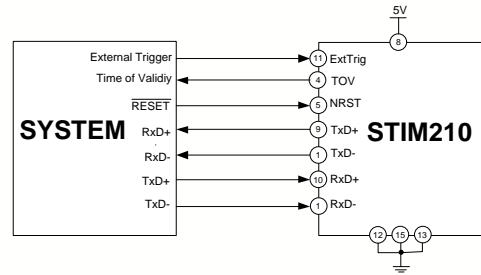 5V
8
External Trigger
11
ExtTrig
Time of Validiy
4
TOV
RESET
5
NRST
SYSTEM
RxD+
9
TxD+
STIM210
RxD-
1
TxD-
TxD+
10
RxD+
TxD-
1
RxD-
12
15
13